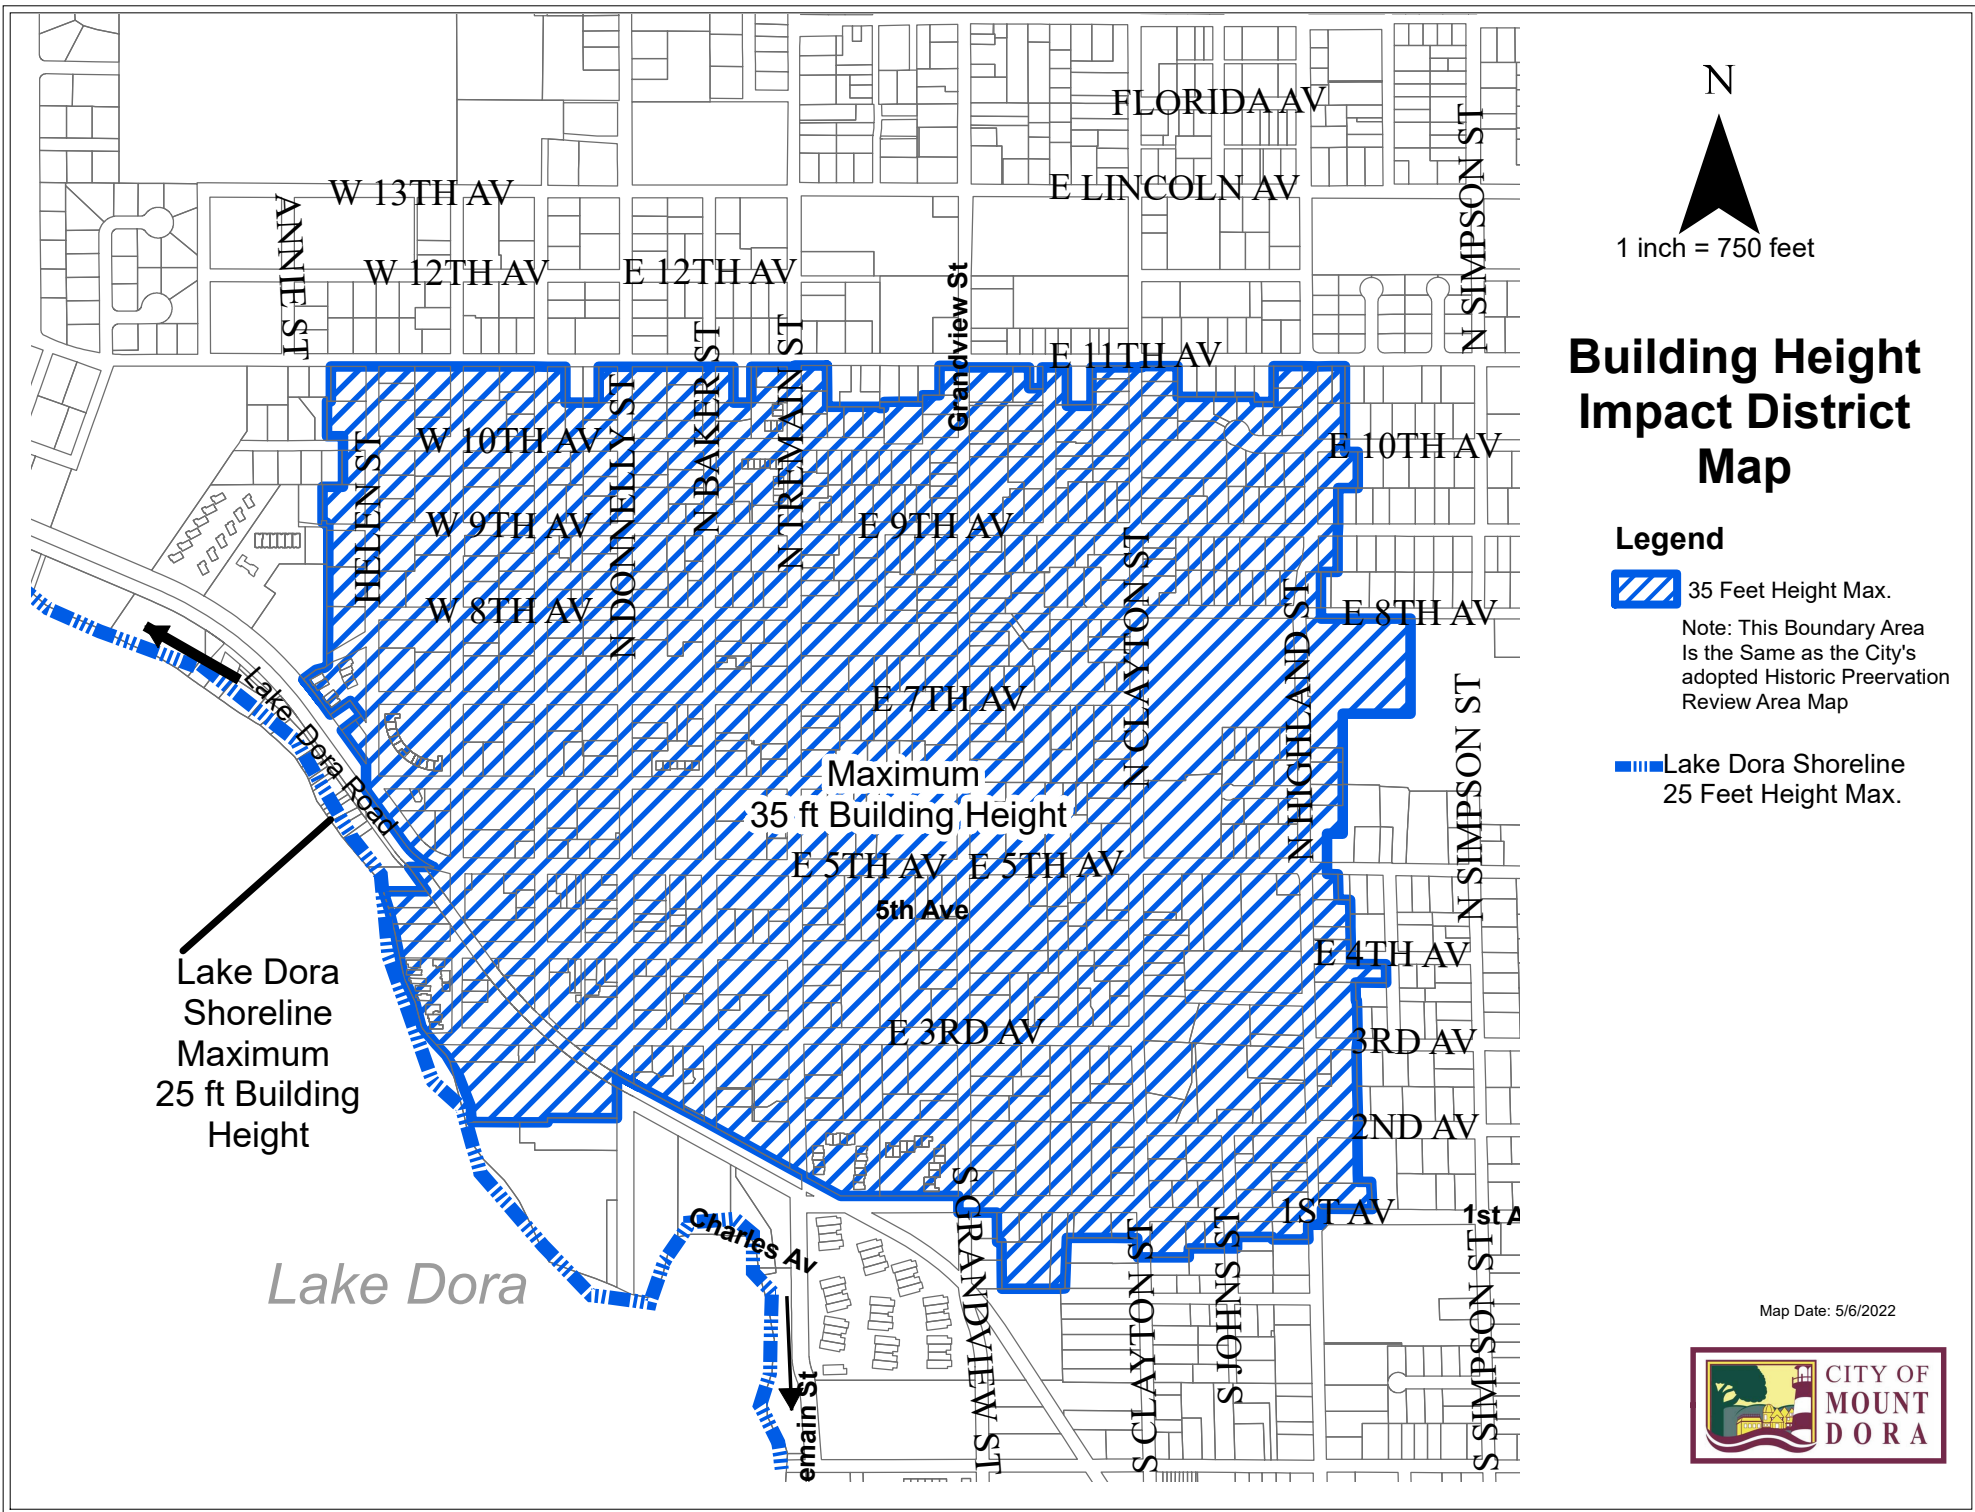 FLORIDA AV
W 13TH AV
E LINCOLN AV
N SIMPSON ST
ANNIE ST
W 12TH AV
E 12TH AV
Grandview St
E 11TH AV
N BAKER ST
N TREMAIN ST
N DONNELLY ST
HELEN ST
W 10TH AV
E 10TH AV
W 9TH AV
E 9TH AV
N CLAYTON ST
W 8TH AV
E 8TH AV
N HIGHLAND ST
E 7TH AV
N SIMPSON ST
Lake Dora Road
Maximum
35 ft Building Height
E 5TH AV
E 5TH AV
5th Ave
E 4TH AV
E 3RD AV
3RD AV
2ND AV
1ST AV
1st A
Lake Dora
Shoreline
Maximum
25 ft Building
Height
Charles Av
Lake Dora
emain St
S GRANDVIEW ST
S CLAYTON ST
S JOHNS ST
S SIMPSON ST
N
1 inch = 750 feet
Building Height
Impact District
Map
Legend
35 Feet Height Max.
Note: This Boundary Area
Is the Same as the City's
adopted Historic Preervation
Review Area Map
Lake Dora Shoreline
25 Feet Height Max.
Map Date: 5/6/2022
CITY OF
MOUNT
DORA